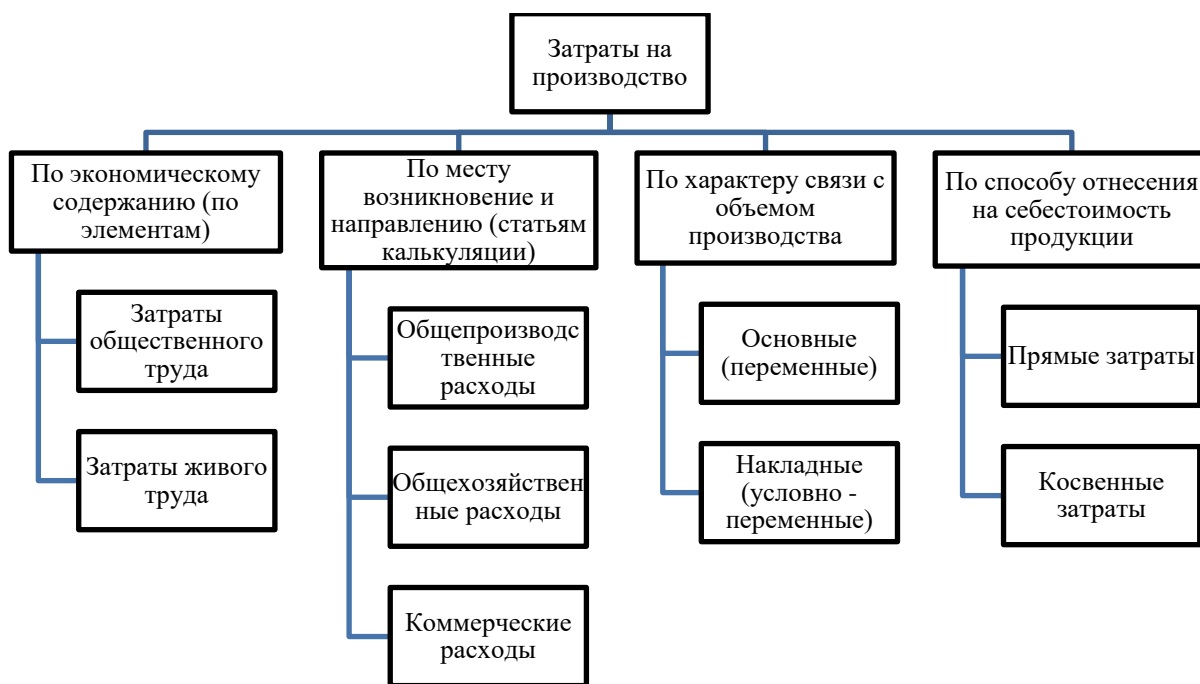 Затраты на
производство
По экономическому
содержанию (по
элементам)
Затраты
общественного
труда
Затраты живого
труда
По месту
возникновение и
направлению (статьям
калькуляции)
Общепроизводс
твенные
расходы
Общехозяйствен
ные расходы
Коммерческие
расходы
По характеру связи с
объемом
производства
Основные
(переменные)
Накладные
(условно -
переменные)
По способу отнесения
на себестоимость
продукции
Прямые затраты
Косвенные
затраты